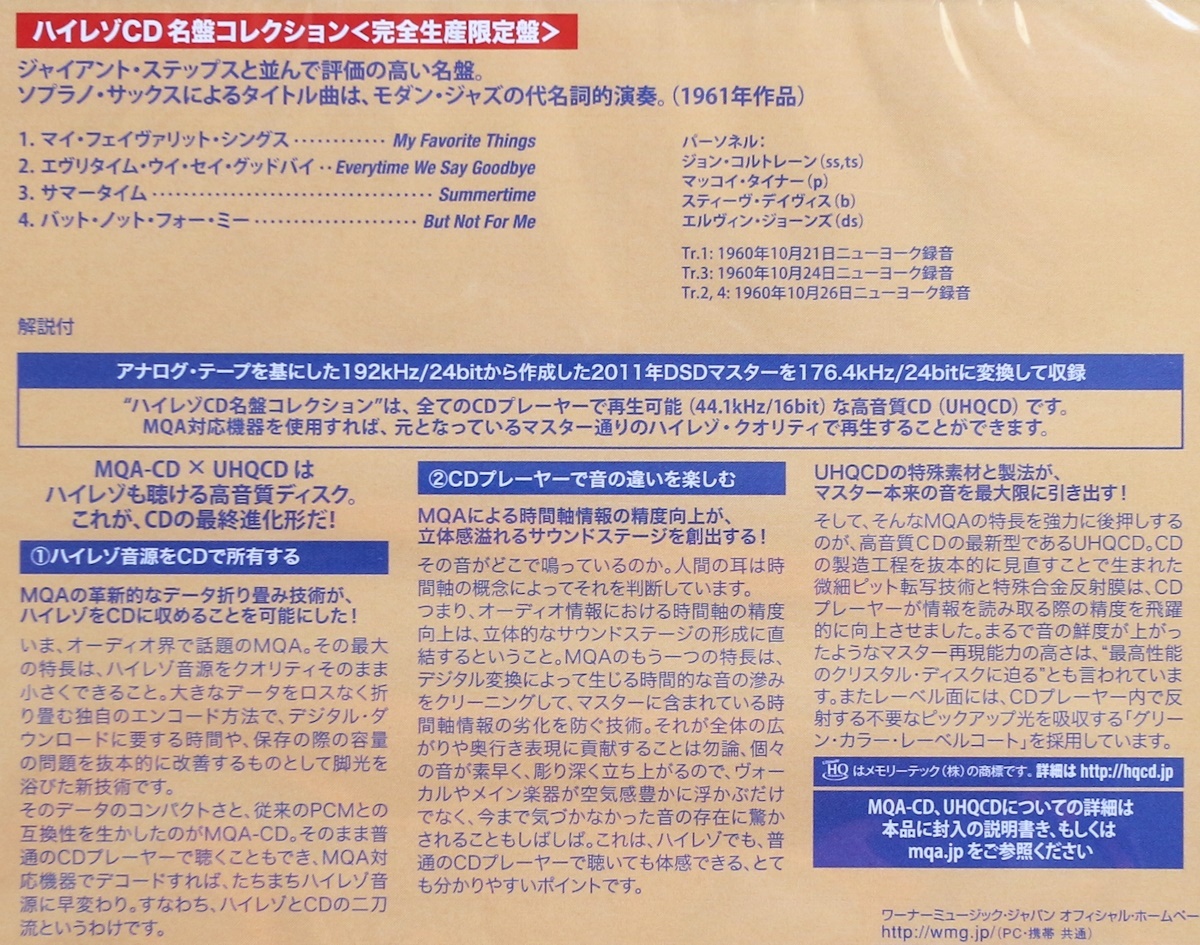 ハイレゾCD 名盤コレクション<完全生産限定盤>
ジャイアント・ステップスと並んで評価の高い名盤。
ソプラノ・サックスによるタイトル曲は、モダン・ジャズの代名詞的演奏。(1961年作品)
1. マイ・フェイヴァリット・シングス ············ My Favorite Things
2. エヴリタイム・ウイ・セイ・グッドバイ ·· Everytime We Say Goodbye
3. サマータイム ································ Summertime
4. バット・ノット・フォー・ミー ·················· But Not For Me
パーソネル:
ジョン・コルトレーン(ss,ts)
マッコイ・タイナー(p)
スティーヴ・デイヴィス(b)
エルヴィン・ジョーンズ(ds)
Tr.1: 1960年10月21日ニューヨーク録音
Tr.3: 1960年10月24日ニューヨーク録音
Tr.2, 4: 1960年10月26日ニューヨーク録音
解説付
アナログ・テープを基にした192kHz/24bitから作成した2011年DSDマスターを176.4kHz/24bitに変換して収録
“ハイレゾCD名盤コレクション”は、全てのCDプレーヤーで再生可能(44.1kHz/16bit)な高音質CD(UHQCD)です。
MQA対応機器を使用すれば、元となっているマスター通りのハイレゾ・クオリティで再生することができます。
MQA-CD × UHQCD は
ハイレゾも聴ける高音質ディスク。
これが、CDの最終進化形だ!
①ハイレゾ音源をCDで所有する
MQAの革新的なデータ折り畳み技術が、
ハイレゾをCDに収めることを可能にした!
いま、オーディオ界で話題のMQA。その最大
の特長は、ハイレゾ音源をクオリティそのまま
小さくできること。大きなデータをロスなく折
り畳む独自のエンコード方法で、デジタル・ダ
ウンロードに要する時間や、保存の際の容量
の問題を抜本的に改善するものとして脚光を
浴びた新技術です。
そのデータのコンパクトさと、従来のPCMとの
互換性を生かしたのがMQA-CD。そのまま普
通のCDプレーヤーで聴くこともでき、MQA対
応機器でデコードすれば、たちまちハイレゾ音
源に早変わり。すなわち、ハイレゾとCDの二刀
流というわけです。
②CDプレーヤーで音の違いを楽しむ
MQAによる時間軸情報の精度向上が、
立体感溢れるサウンドステージを創出する!
その音がどこで鳴っているのか。人間の耳は時
間軸の概念によってそれを判断しています。
つまり、オーディオ情報における時間軸の精度
向上は、立体的なサウンドステージの形成に直
結するということ。MQAのもう一つの特長は、
デジタル変換によって生じる時間的な音の滲み
をクリーニングして、マスターに含まれている時
間軸情報の劣化を防ぐ技術。それが全体の広
がりや奥行き表現に貢献することは勿論、個々
の音が素早く、彫り深く立ち上がるので、ヴォー
カルやメイン楽器が空気感豊かに浮かぶだけ
でなく、今まで気づかなかった音の存在に驚か
されることもしばしば。これは、ハイレゾでも、普
通のCDプレーヤーで聴いても体感できる、とて
も分かりやすいポイントです。
UHQCDの特殊素材と製法が、
マスター本来の音を最大限に引き出す!
そして、そんなMQAの特長を強力に後押しする
のが、高音質CDの最新型であるUHQCD。CD
の製造工程を抜本的に見直すことで生まれた
微細ピット転写技術と特殊合金反射膜は、CD
プレーヤーが情報を読み取る際の精度を飛躍
的に向上させました。まるで音の鮮度が上がっ
たようなマスター再現能力の高さは、“最高性能
のクリスタル・ディスクに迫る”とも言われていま
す。またレーベル面には、CDプレーヤー内で反
射する不要なピックアップ光を吸収する「グリー
ン・カラー・レーベルコート」を採用しています。
HQ はメモリーテック(株)の商標です。詳細は http://hqcd.jp
MQA-CD、UHQCDについての詳細は
本品に封入の説明書き、もしくは
mqa.jp をご参照ください
ワーナーミュージック・ジャパン オフィシャル・ホームペー
http://wmg.jp/(PC・携帯 共通)